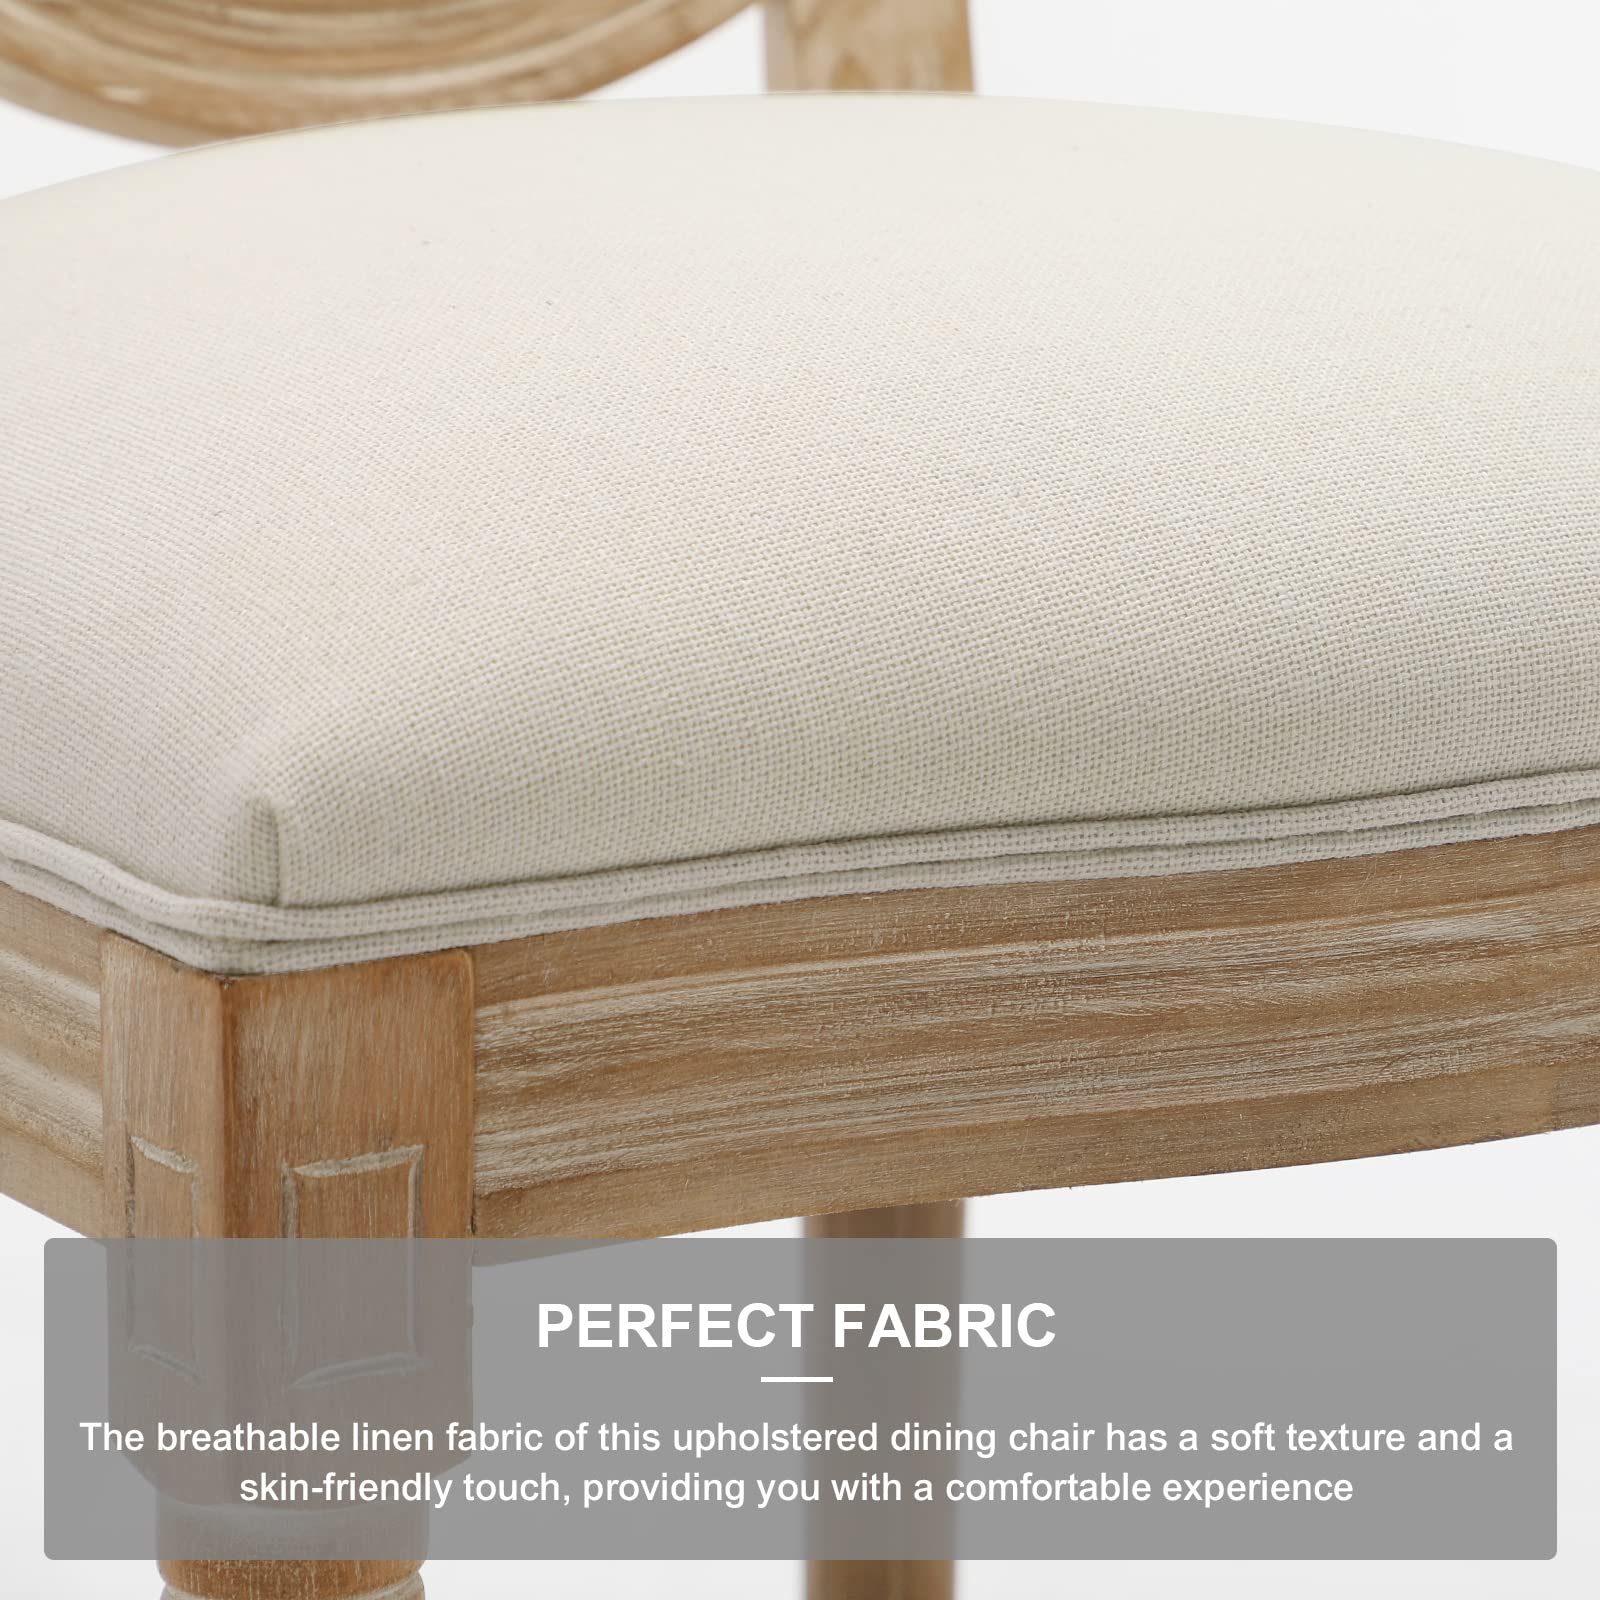 PERFECT FABRIC
The breathable linen fabric of this upholstered dining chair has a soft texture and a
skin-friendly touch, providing you with a comfortable experience